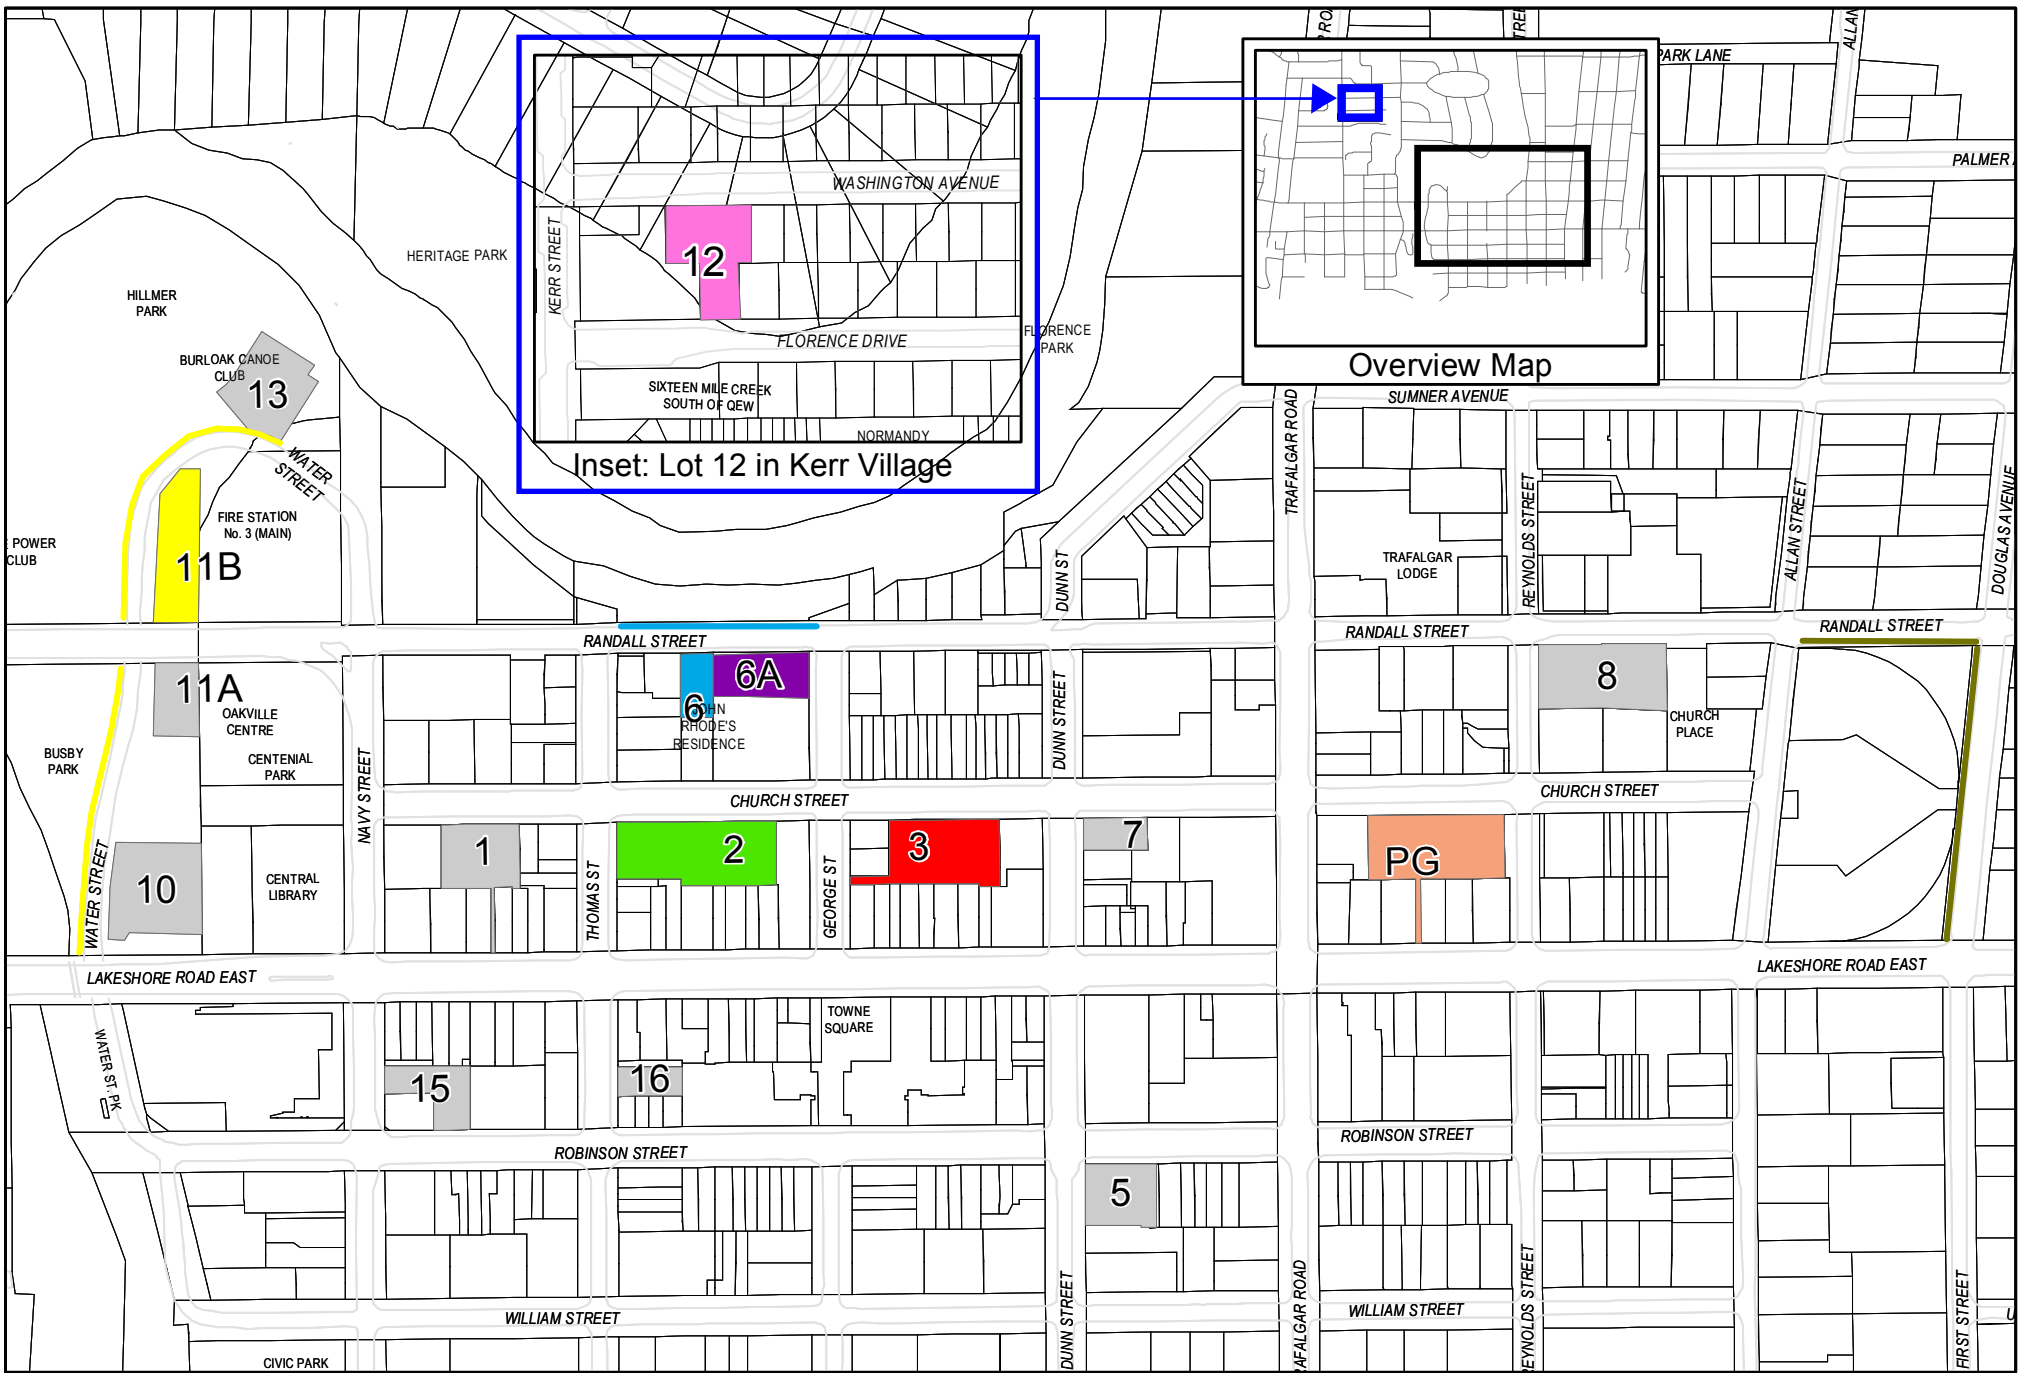 PARK LANE
ALLAN
PALMER
WASHINGTON AVENUE
KERR STREET
12
FLORENCE DRIVE
SIXTEEN MILE CREEK
SOUTH OF QEW
NORMANDY
Inset: Lot 12 in Kerr Village
Overview Map
HERITAGE PARK
HILLMER
PARK
FLORENCE
PARK
BURLOAK CANOE
CLUB
13
WATER
STREET
SUMNER AVENUE
TRAFALGAR ROAD
REYNOLDS STREET
ALLAN STREET
DOUGLAS AVENUE
FIRE STATION
No. 3 (MAIN)
POWER
CLUB
11B
DUNN ST
TRAFALGAR
LODGE
RANDALL STREET
RANDALL STREET
RANDALL STREET
11A
6A
6
JOHN
RHODE'S
RESIDENCE
8
OAKVILLE
CENTRE
CHURCH
PLACE
DUNN STREET
BUSBY
PARK
CENTENIAL
PARK
NAVY STREET
CHURCH STREET
CHURCH STREET
1
2
3
7
PG
WATER STREET
10
CENTRAL
LIBRARY
THOMAS ST
GEORGE ST
LAKESHORE ROAD EAST
LAKESHORE ROAD EAST
TOWNE
SQUARE
WATER ST. PK
15
16
ROBINSON STREET
ROBINSON STREET
5
WILLIAM STREET
WILLIAM STREET
DUNN STREET
RAFALGAR ROAD
REYNOLDS STREET
FIRST STREET
CIVIC PARK